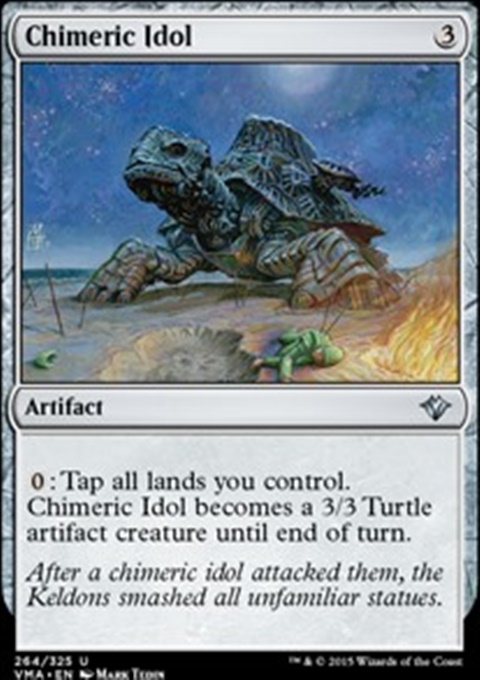 Chimeric Idol 3
Artifact
0: Tap all lands you control.
Chimeric Idol becomes a 3/3 Turtle
artifact creature until end of turn.
After a chimeric idol attacked them, the
Keldons smashed all unfamiliar statues.
264/325 U
VMA • EN Mark Tedin
™ & © 2015 Wizards of the Coast